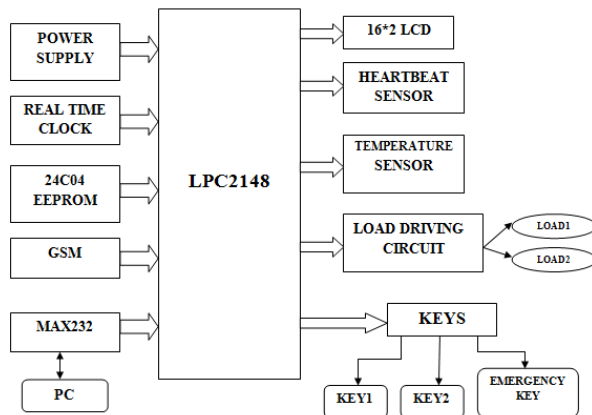 POWER
SUPPLY
REAL TIME
CLOCK
24C04
EEPROM
GSM
MAX232
PC
LPC2148
16*2 LCD
HEARTBEAT
SENSOR
TEMPERATURE
SENSOR
LOAD DRIVING
CIRCUIT
LOAD1
LOAD2
KEYS
KEY1
KEY2
EMERGENCY
KEY